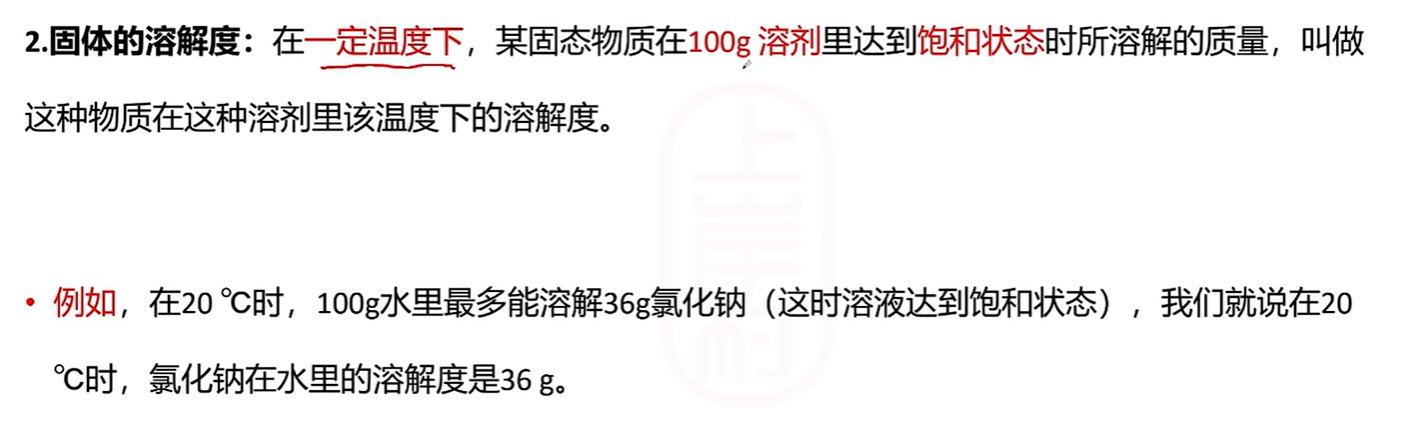 2.固体的溶解度：在一定温度下，某固态物质在100g 溶剂里达到饱和状态时所溶解的质量，叫做
这种物质在这种溶剂里该温度下的溶解度。
• 例如，在20 ℃时，100g水里最多能溶解36g氯化钠（这时溶液达到饱和状态），我们就说在20
℃时，氯化钠在水里的溶解度是36 g。
上岸村